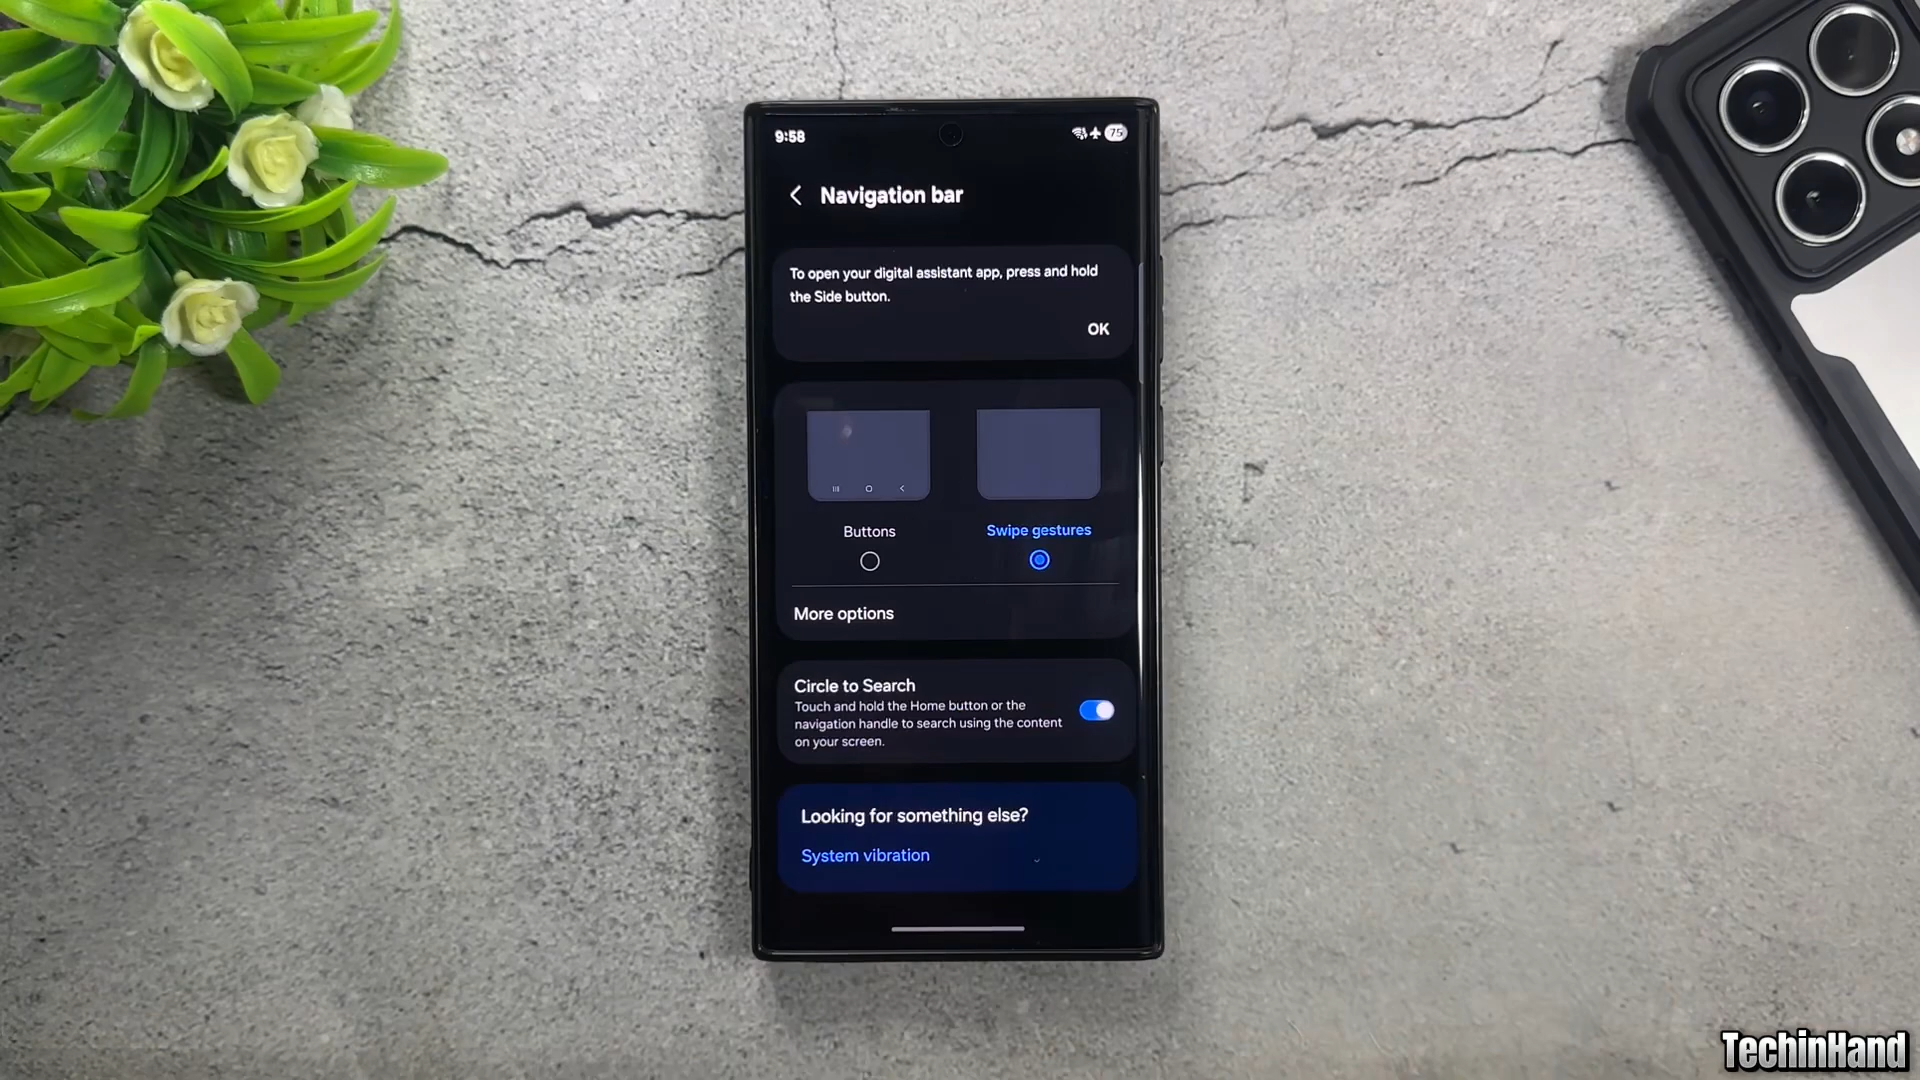 9:58
75
Navigation bar
To open your digital assistant app, press and hold
the Side button.
OK
Buttons
Swipe gestures
More options
Circle to Search
Touch and hold the Home button or the
navigation handle to search using the content
on your screen.
Looking for something else?
System vibration
TechinHand